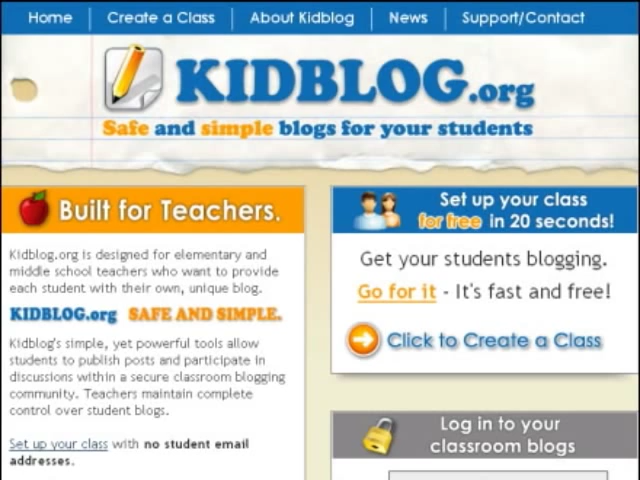 Home Create a Class About Kidblog News Support/Contact
KIDBLOG.org
Safe and simple blogs for your students
Built for Teachers.
Kidblog.org is designed for elementary and
middle school teachers who want to provide
each student with their own, unique blog.
KIDBLOG.org SAFE AND SIMPLE.
Kidblog's simple, yet powerful tools allow
students to publish posts and participate in
discussions within a secure classroom blogging
community. Teachers maintain complete
control over student blogs.
Set up your class with no student email
addresses.
Set up your class
for free in 20 seconds!
Get your students blogging.
Go for it - It's fast and free!
Click to Create a Class
Log in to your
classroom blogs